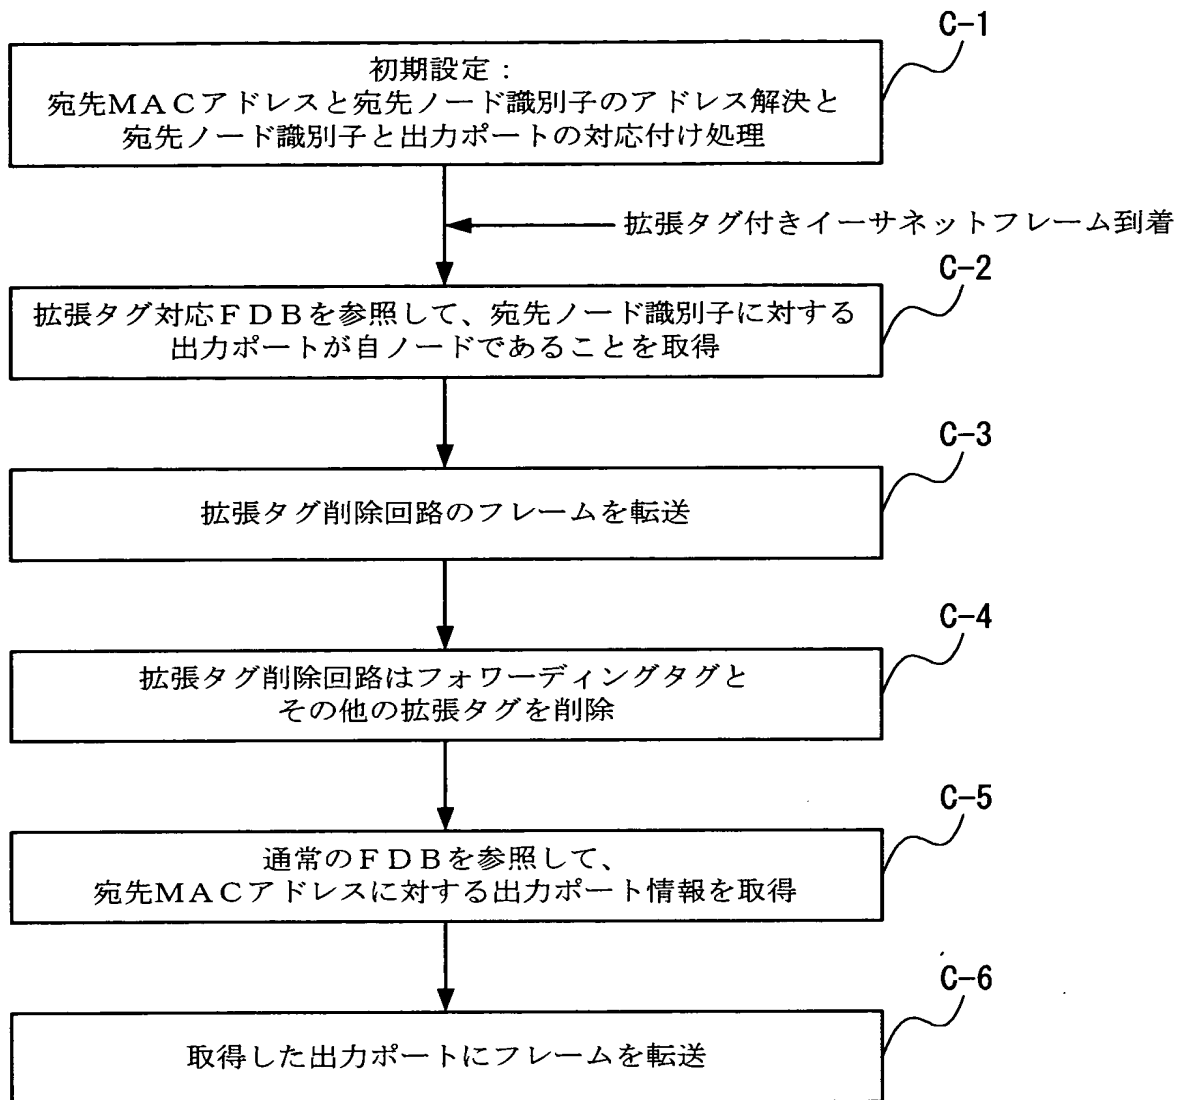 C-1
初期設定：
宛先ＭＡＣアドレスと宛先ノード識別子のアドレス解決と
宛先ノード識別子と出力ポートの対応付け処理
拡張タグ付きイーサネットフレーム到着
C-2
拡張タグ対応ＦＤＢを参照して、宛先ノード識別子に対する
出力ポートが自ノードであることを取得
C-3
拡張タグ削除回路のフレームを転送
C-4
拡張タグ削除回路はフォワーディングタグと
その他の拡張タグを削除
C-5
通常のＦＤＢを参照して、
宛先ＭＡＣアドレスに対する出力ポート情報を取得
C-6
取得した出力ポートにフレームを転送